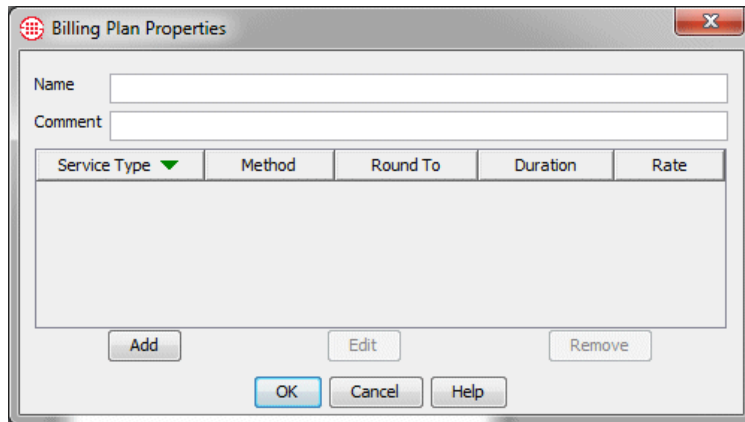 Billing Plan Properties
Name
Comment
Service Type Method Round To Duration Rate
Add Edit Remove
OK Cancel Help